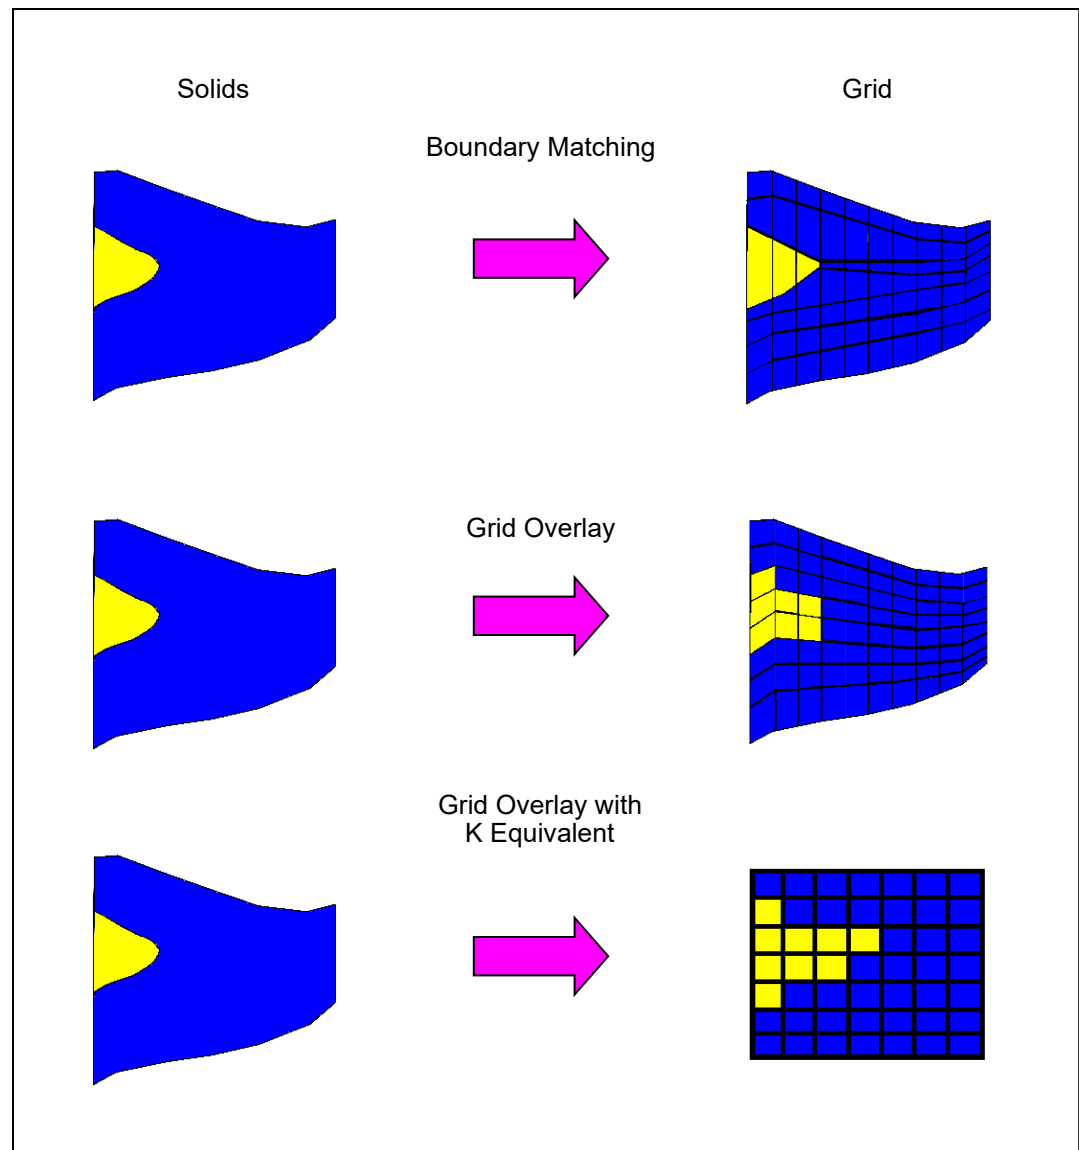 Solids
Grid
Boundary Matching
Grid Overlay
Grid Overlay with
K Equivalent